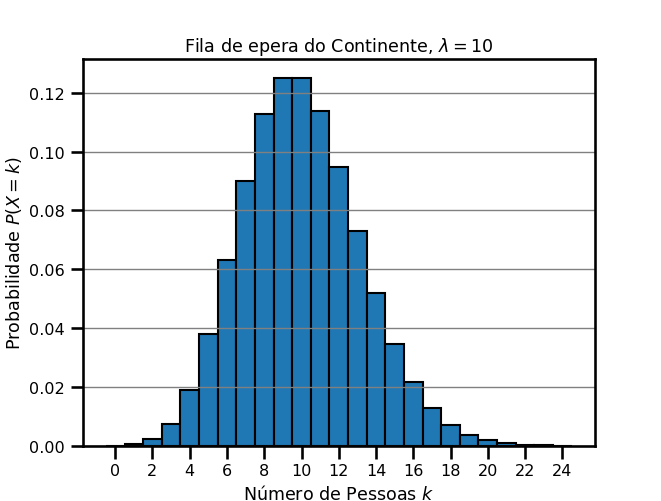 Fila de epera do Continente, λ = 10
Probabilidade P(X = k)
0.12
0.10
0.08
0.06
0.04
0.02
0.00
0 2 4 6 8 10 12 14 16 18 20 22 24
Número de Pessoas k